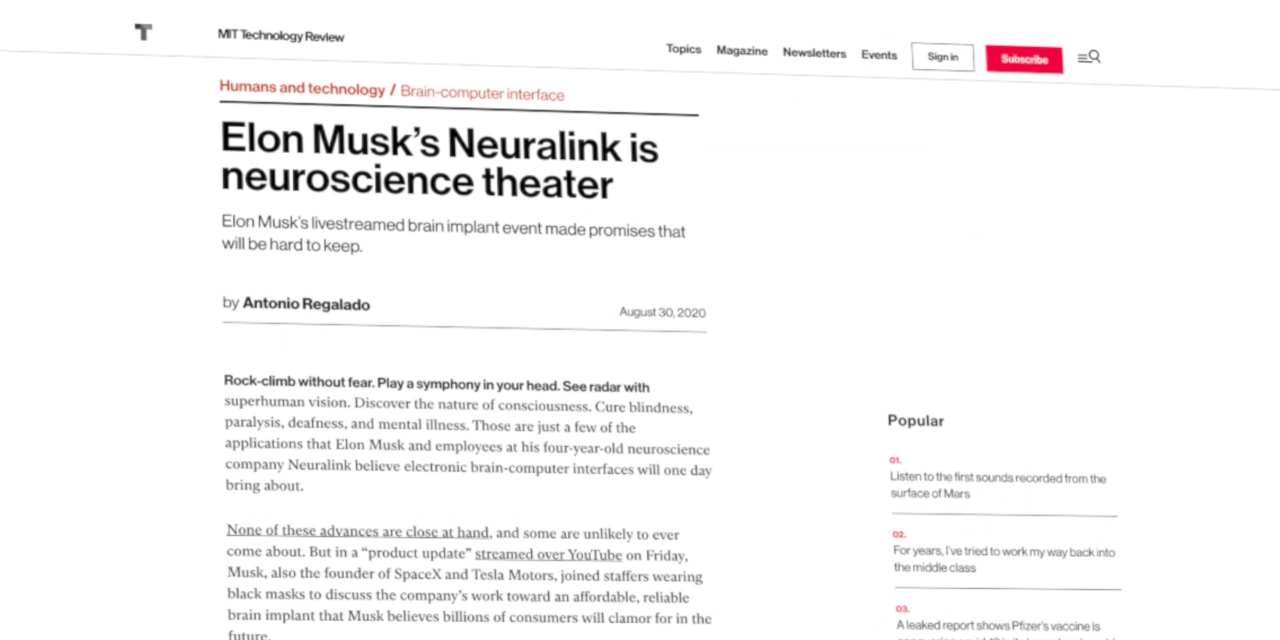 MIT Technology Review
Topics Magazine Newsletters Events Sign in Subscribe
Humans and technology / Brain-computer interface
Elon Musk's Neuralink is
neuroscience theater
Elon Musk's livestreamed brain implant event made promises that
will be hard to keep.
by Antonio Regalado
August 30, 2020
Rock-climb without fear. Play a symphony in your head. See radar with
superhuman vision. Discover the nature of consciousness. Cure blindness,
paralysis, deafness, and mental illness. Those are just a few of the
applications that Elon Musk and employees at his four-year-old neuroscience
company Neuralink believe electronic brain-computer interfaces will one day
bring about.
None of these advances are close at hand, and some are unlikely to ever
come about. But in a “product update” streamed over YouTube on Friday,
Musk, also the founder of SpaceX and Tesla Motors, joined staffers wearing
black masks to discuss the company's work toward an affordable, reliable
brain implant that Musk believes billions of consumers will clamor for in the
future.
Popular
01.
Listen to the first sounds recorded from the
surface of Mars
02.
For years, I've tried to work my way back into
the middle class
03.
A leaked report shows Pfizer's vaccine is